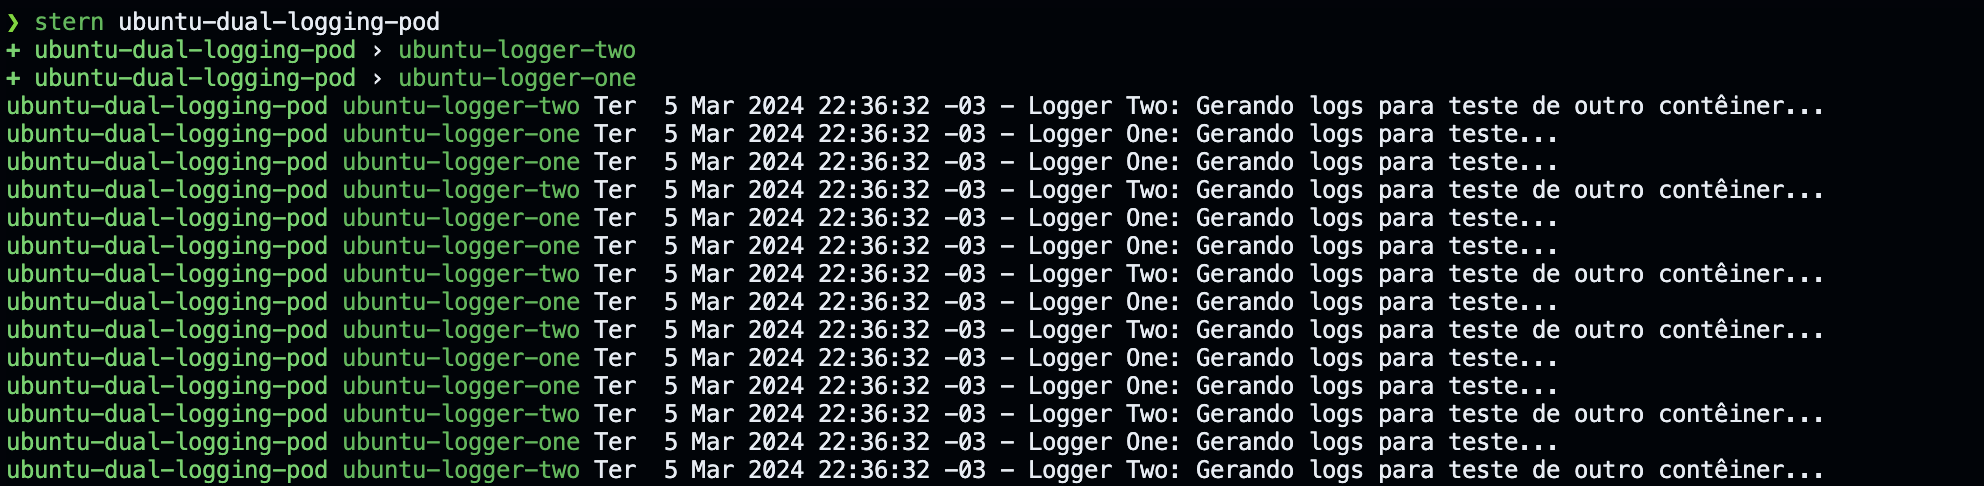 ❯ stern ubuntu-dual-logging-pod
+ ubuntu-dual-logging-pod › ubuntu-logger-two
+ ubuntu-dual-logging-pod › ubuntu-logger-one
ubuntu-dual-logging-pod ubuntu-logger-two Ter  5 Mar 2024 22:36:32 -03 - Logger Two: Gerando logs para teste de outro contêiner...
ubuntu-dual-logging-pod ubuntu-logger-one Ter  5 Mar 2024 22:36:32 -03 - Logger One: Gerando logs para teste...
ubuntu-dual-logging-pod ubuntu-logger-one Ter  5 Mar 2024 22:36:32 -03 - Logger One: Gerando logs para teste...
ubuntu-dual-logging-pod ubuntu-logger-two Ter  5 Mar 2024 22:36:32 -03 - Logger Two: Gerando logs para teste de outro contêiner...
ubuntu-dual-logging-pod ubuntu-logger-one Ter  5 Mar 2024 22:36:32 -03 - Logger One: Gerando logs para teste...
ubuntu-dual-logging-pod ubuntu-logger-one Ter  5 Mar 2024 22:36:32 -03 - Logger One: Gerando logs para teste...
ubuntu-dual-logging-pod ubuntu-logger-two Ter  5 Mar 2024 22:36:32 -03 - Logger Two: Gerando logs para teste de outro contêiner...
ubuntu-dual-logging-pod ubuntu-logger-one Ter  5 Mar 2024 22:36:32 -03 - Logger One: Gerando logs para teste...
ubuntu-dual-logging-pod ubuntu-logger-two Ter  5 Mar 2024 22:36:32 -03 - Logger Two: Gerando logs para teste de outro contêiner...
ubuntu-dual-logging-pod ubuntu-logger-one Ter  5 Mar 2024 22:36:32 -03 - Logger One: Gerando logs para teste...
ubuntu-dual-logging-pod ubuntu-logger-one Ter  5 Mar 2024 22:36:32 -03 - Logger One: Gerando logs para teste...
ubuntu-dual-logging-pod ubuntu-logger-two Ter  5 Mar 2024 22:36:32 -03 - Logger Two: Gerando logs para teste de outro contêiner...
ubuntu-dual-logging-pod ubuntu-logger-one Ter  5 Mar 2024 22:36:32 -03 - Logger One: Gerando logs para teste...
ubuntu-dual-logging-pod ubuntu-logger-two Ter  5 Mar 2024 22:36:32 -03 - Logger Two: Gerando logs para teste de outro contêiner...